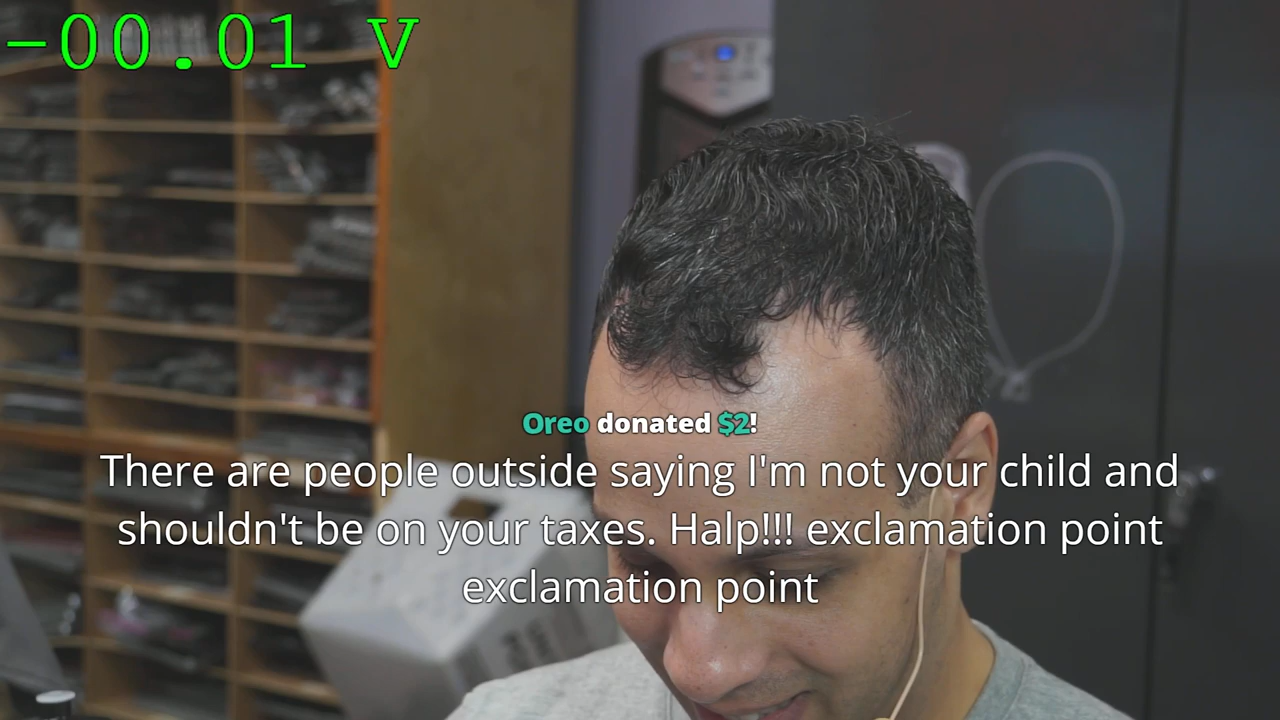 -00.01 V
Oreo donated $2!
There are people outside saying I'm not your child and
shouldn't be on your taxes. Halp!!! exclamation point
exclamation point